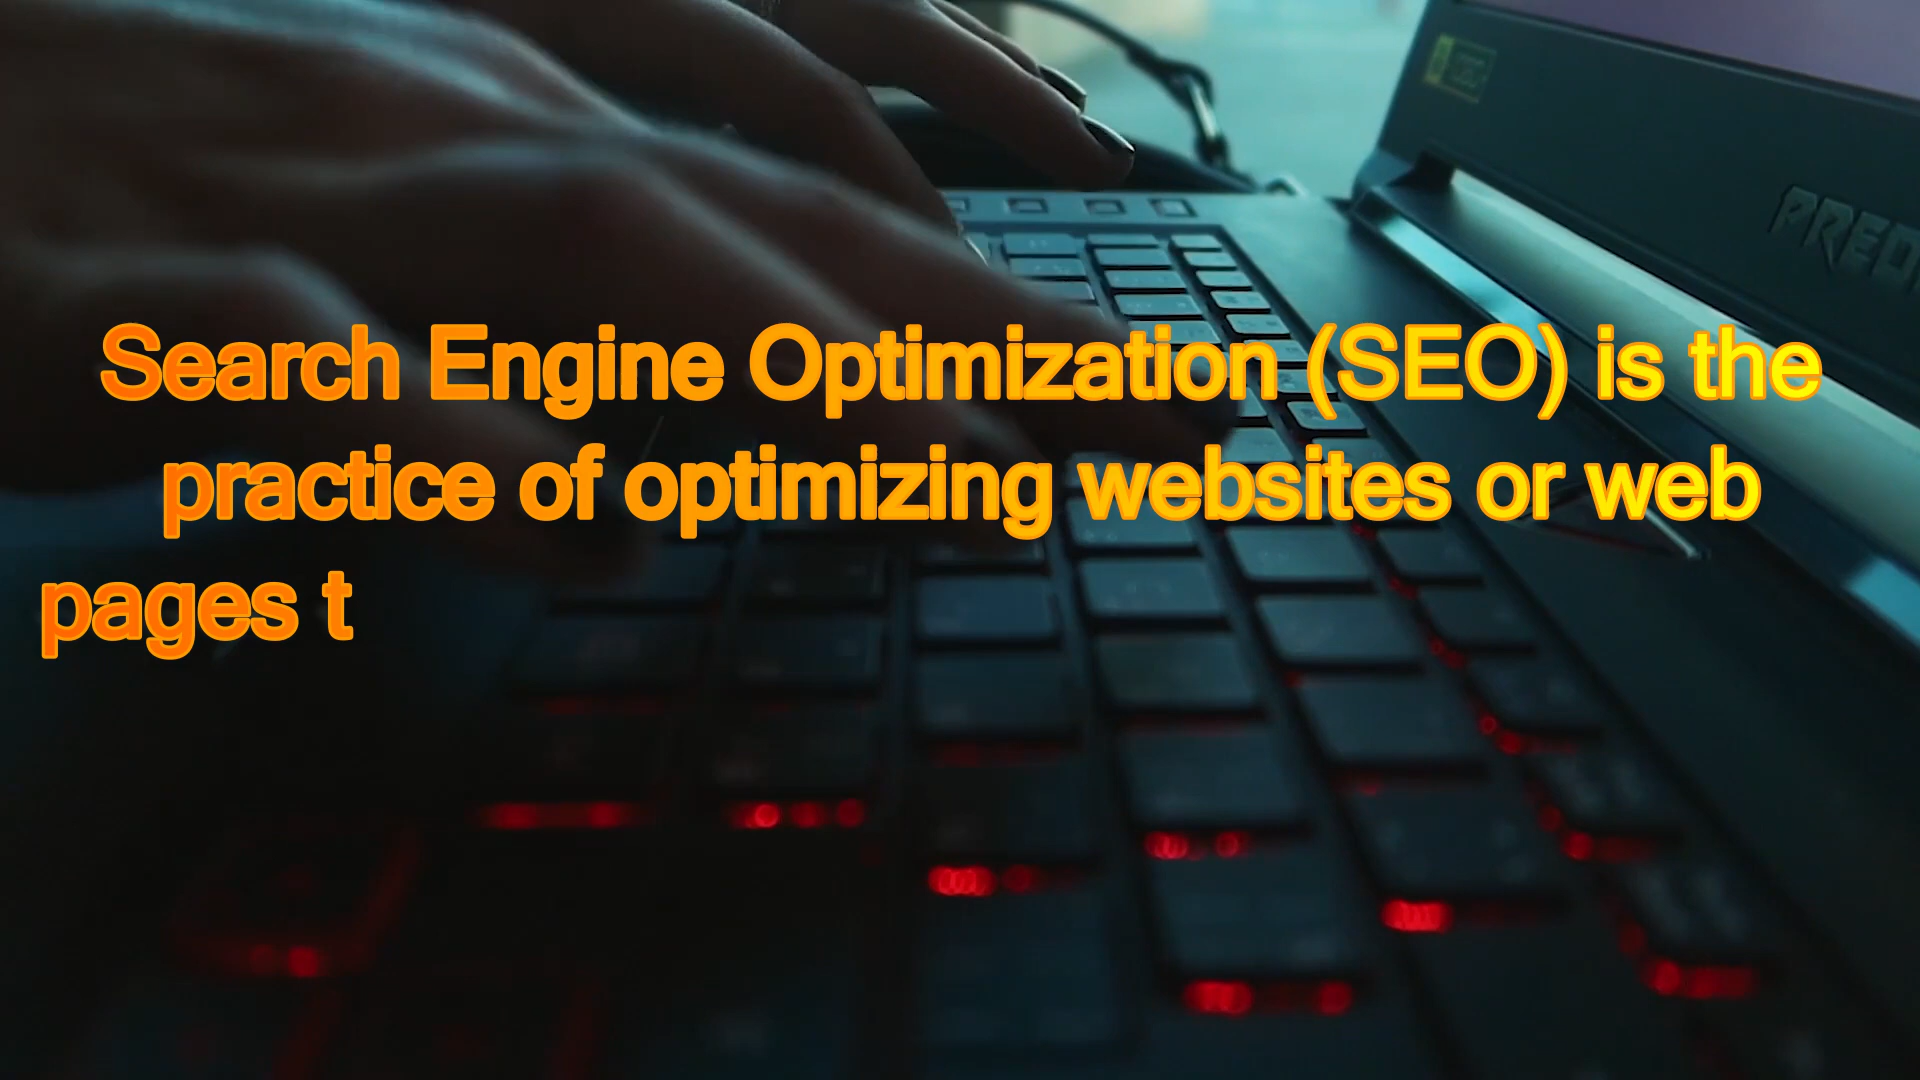 Search Engine Optimization (SEO) is the
practice of optimizing websites or web
pages t